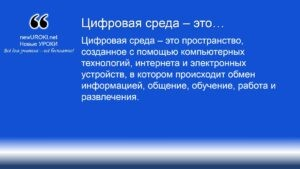 newUROKI.net
Новые УРОКИ
Всё для учителя – всё бесплатно!
Цифровая среда – это…
Цифровая среда – это пространство,
созданное с помощью компьютерных
технологий, интернета и электронных
устройств, в котором происходит обмен
информацией, общение, обучение, работа и
развлечения.